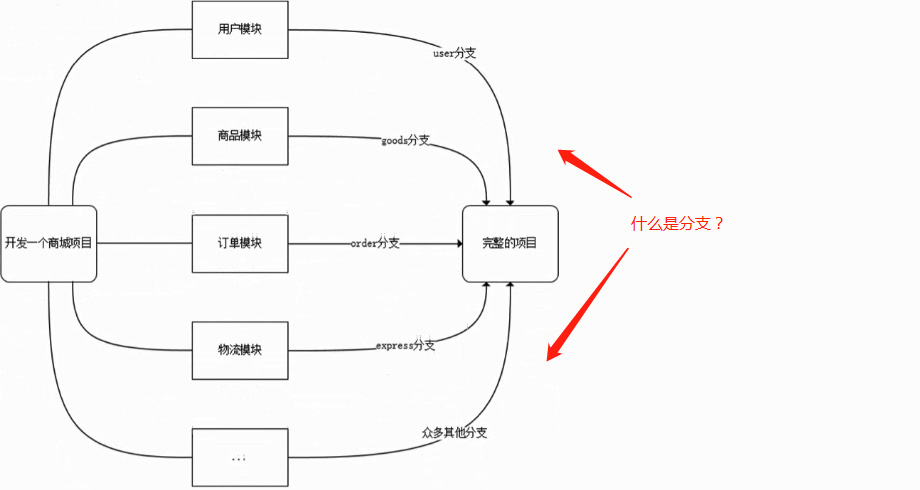 用户模块
user分支
商品模块
goods分支
开发一个商城项目
订单模块
order分支
完整的项目
什么是分支？
物流模块
express分支
...
众多其他分支